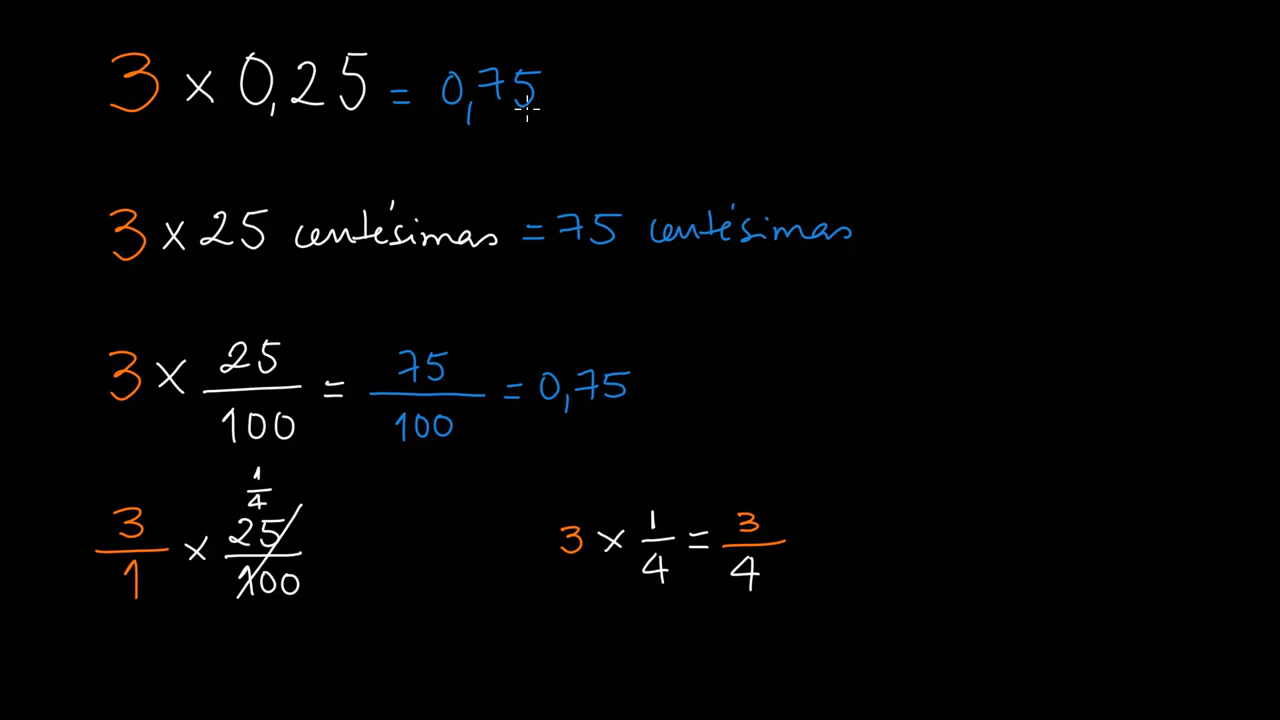 3 × 0,25 = 0,75
3 × 25 centésimas = 75 centésimas
3 × 25/100 = 75/100 = 0,75
1/4
3/1 × 25/100
3 × 1/4 = 3/4